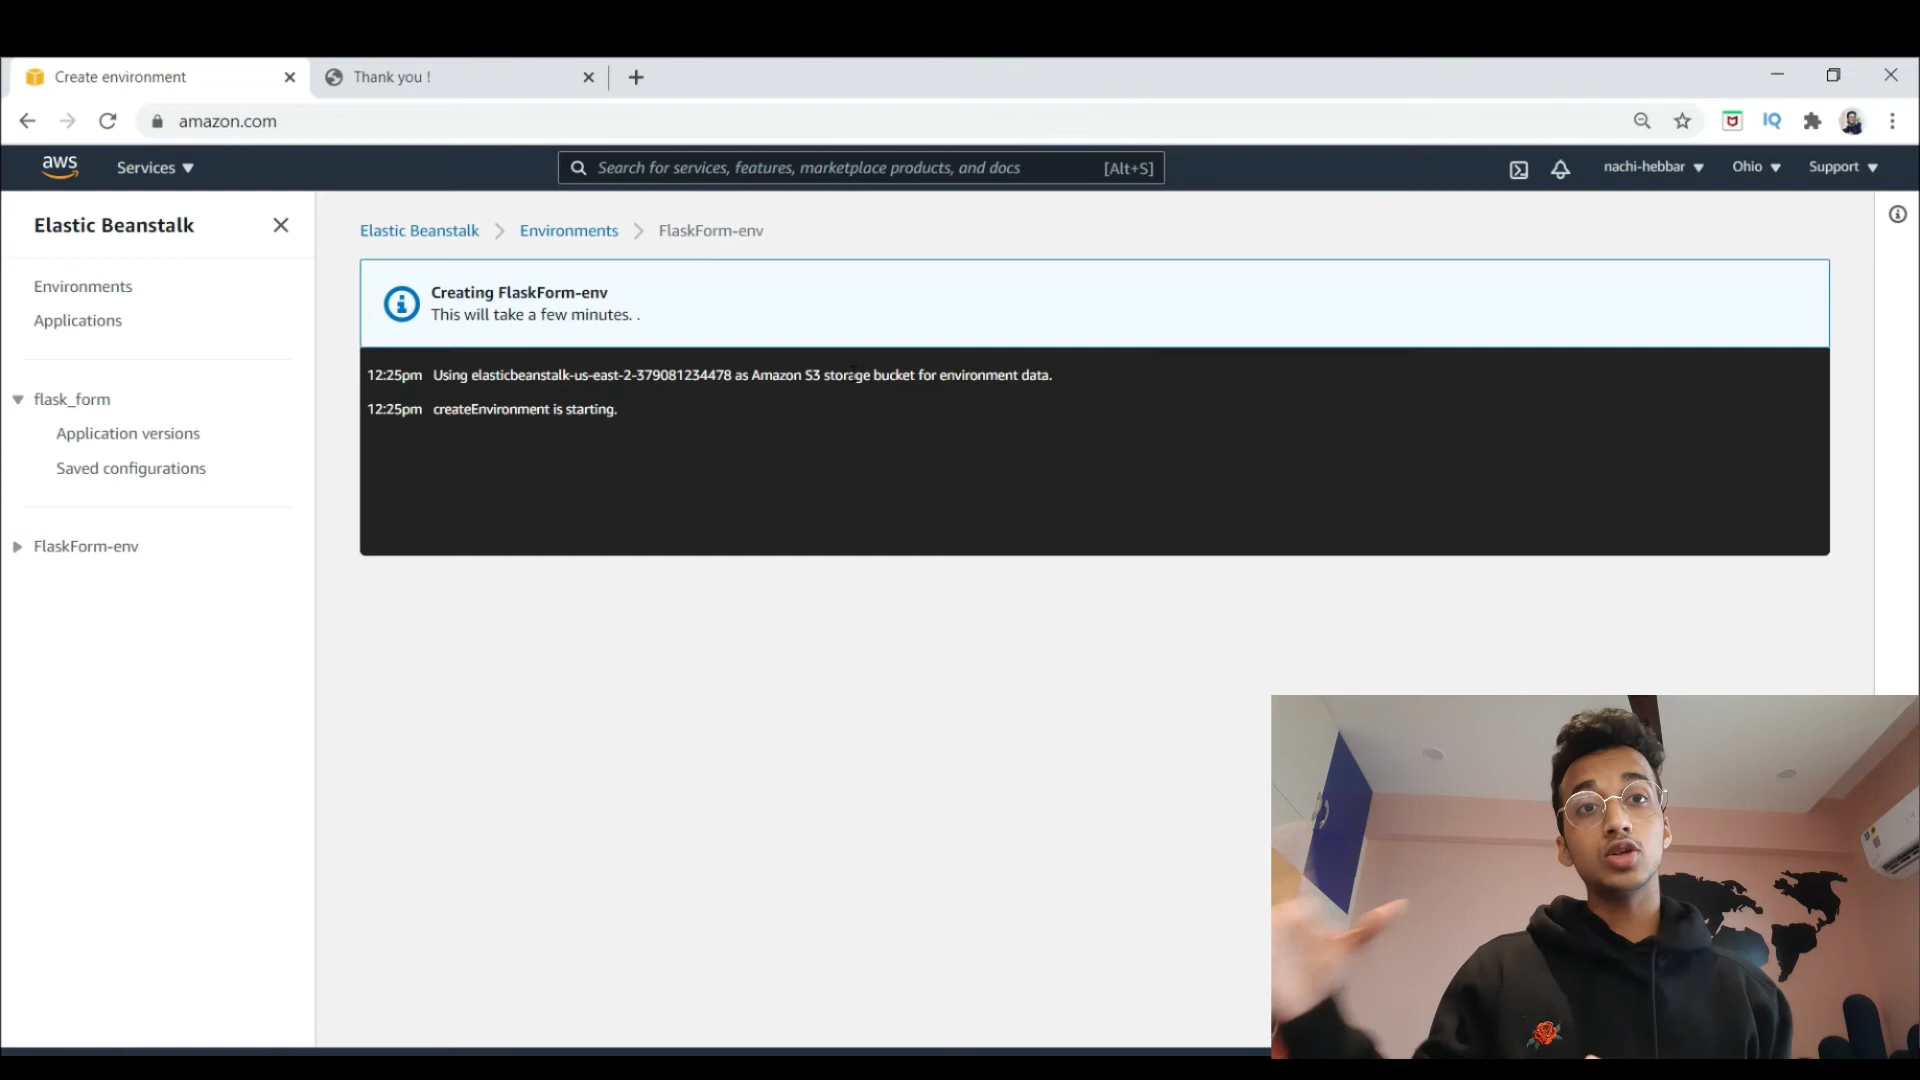 Create environment
Thank you !
amazon.com
IQ
aws
Services
Search for services, features, marketplace products, and docs
[Alt+S]
nachi-hebbar
Ohio
Support
Elastic Beanstalk
Environments
Applications
flask_form
Application versions
Saved configurations
FlaskForm-env
Elastic Beanstalk
Environments
FlaskForm-env
Creating FlaskForm-env
This will take a few minutes. .
12:25pm Using elasticbeanstalk-us-east-2-379081234478 as Amazon S3 storage bucket for environment data.
12:25pm createEnvironment is starting.